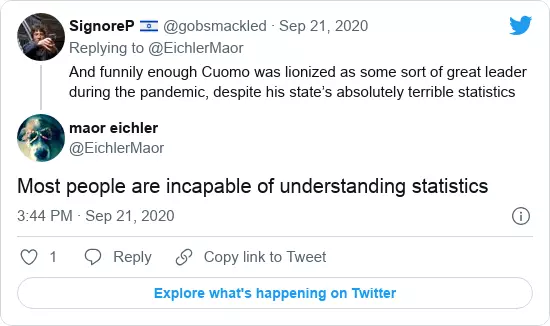 SignoreP 🇮🇱 @gobsmackled · Sep 21, 2020
Replying to @EichlerMaor
And funnily enough Cuomo was lionized as some sort of great leader
during the pandemic, despite his state’s absolutely terrible statistics
maor eichler
@EichlerMaor
Most people are incapable of understanding statistics
3:44 PM · Sep 21, 2020
1 Reply Copy link to Tweet
Explore what's happening on Twitter